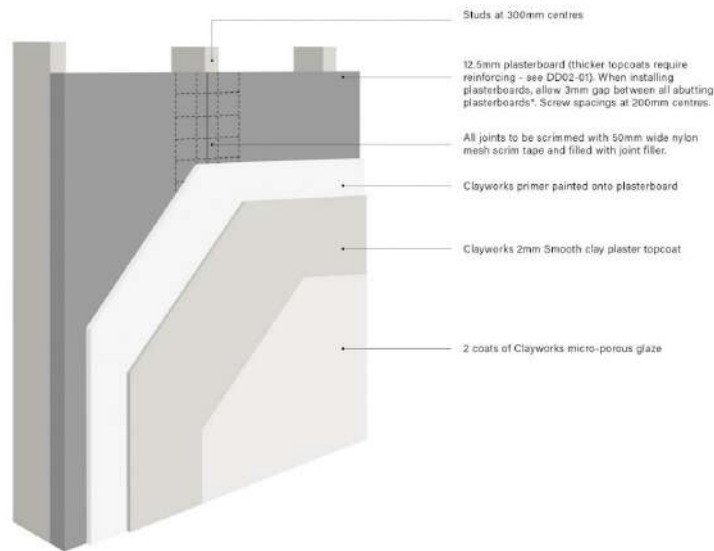 Studs at 300mm centres
12.5mm plasterboard (thicker topcoats require
reinforcing - see DD02-01). When installing
plasterboards, allow 3mm gap between all abutting
plasterboards*. Screw spacings at 200mm centres.
All joints to be scrimmed with 50mm wide nylon
mesh scrim tape and filled with joint filler.
Clayworks primer painted onto plasterboard
Clayworks 2mm Smooth clay plaster topcoat
2 coats of Clayworks micro-porous glaze